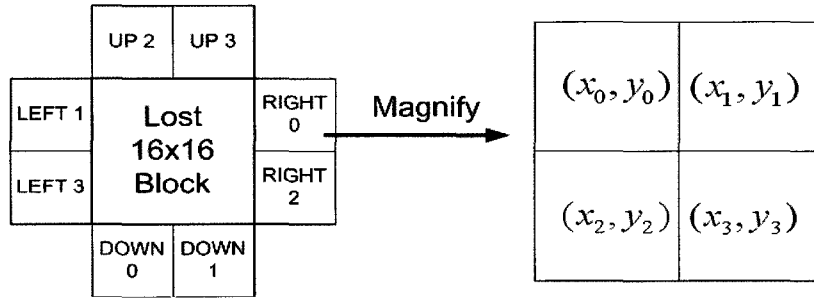 UP 2 UP 3
LEFT 1
Lost
16x16
Block
RIGHT
0
LEFT 3
RIGHT
2
DOWN
0
DOWN
1
Magnify
(x₀, y₀) (x₁, y₁)
(x₂, y₂) (x₃, y₃)